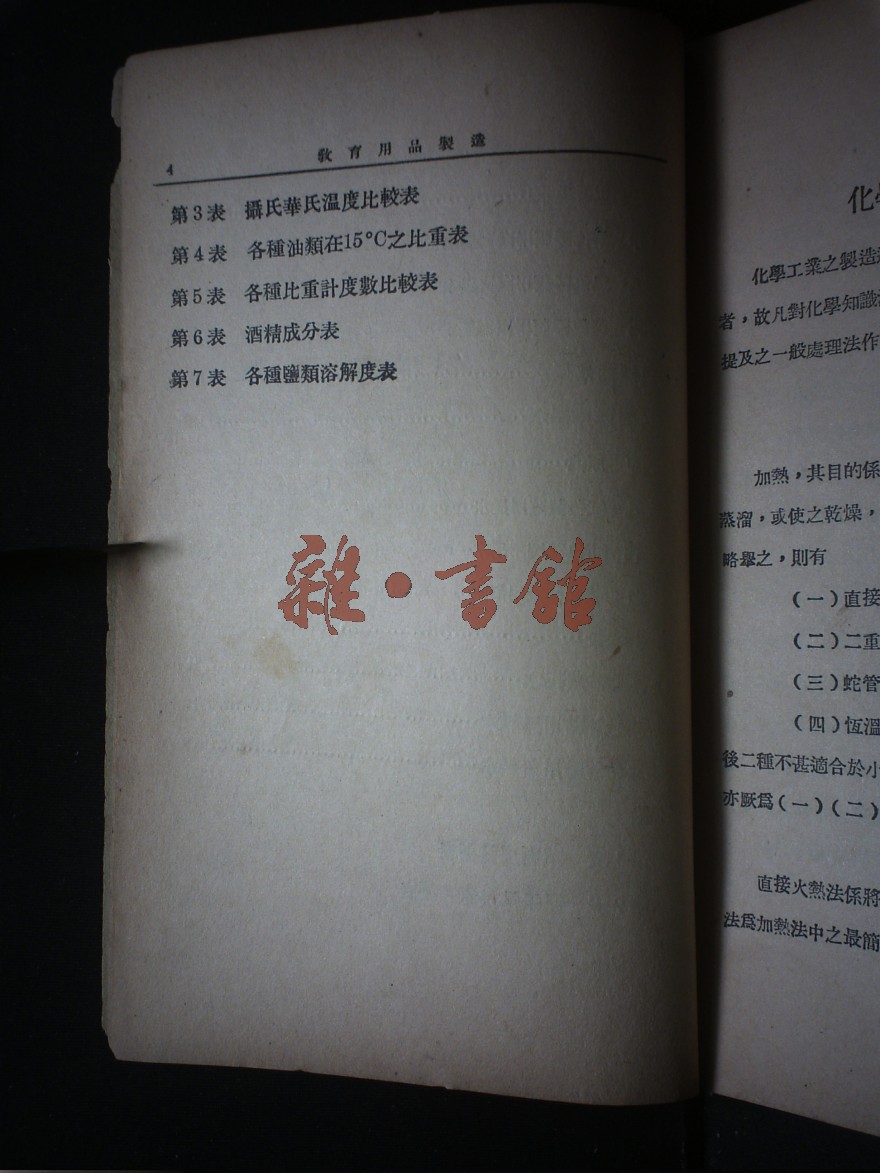 4
教育用品製造
第3表 攝氏華氏温度比較表
第4表 各種油類在15°C之比重表
第5表 各種比重計度數比較表
第6表 酒精成分表
第7表 各種鹽類溶解度表
雜·書館
化學
化學工業之製造
者，故凡對化學知識
提及之一般處理法作
加熱，其目的係
蒸溜，或使之乾燥，
略舉之，則有
（一）直接
（二）二重
（三）蛇管
（四）恆溫
後二種不甚適合於小
亦厥爲（一）（二）
直接火熱法係將
法爲加熱法中之最簡